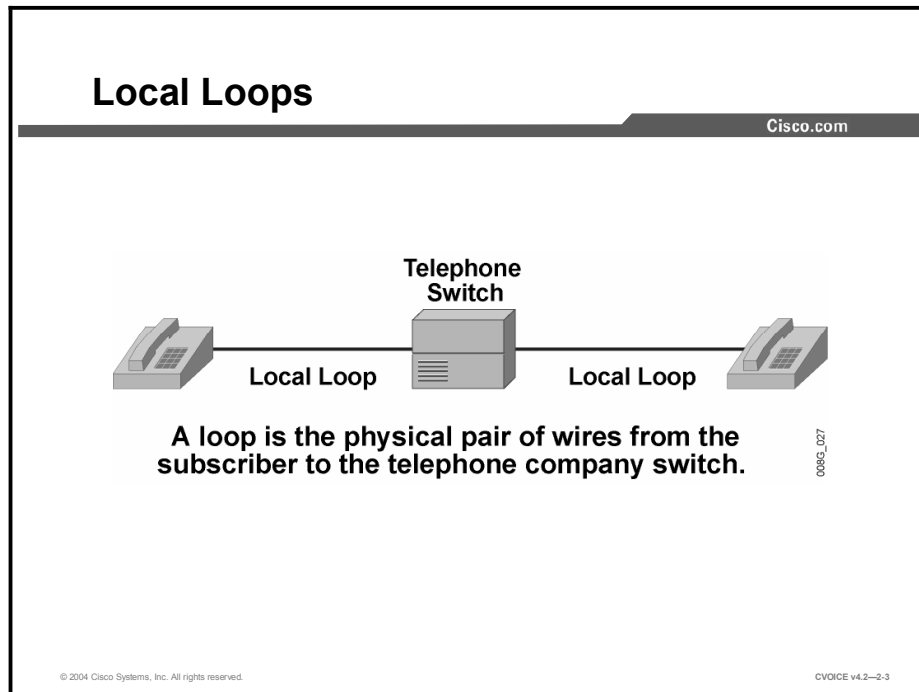 Local Loops
Cisco.com
Telephone
Switch
Local Loop
Local Loop
A loop is the physical pair of wires from the
subscriber to the telephone company switch.
008G_027
© 2004 Cisco Systems, Inc. All rights reserved.
CVOICE v4.2—2-3